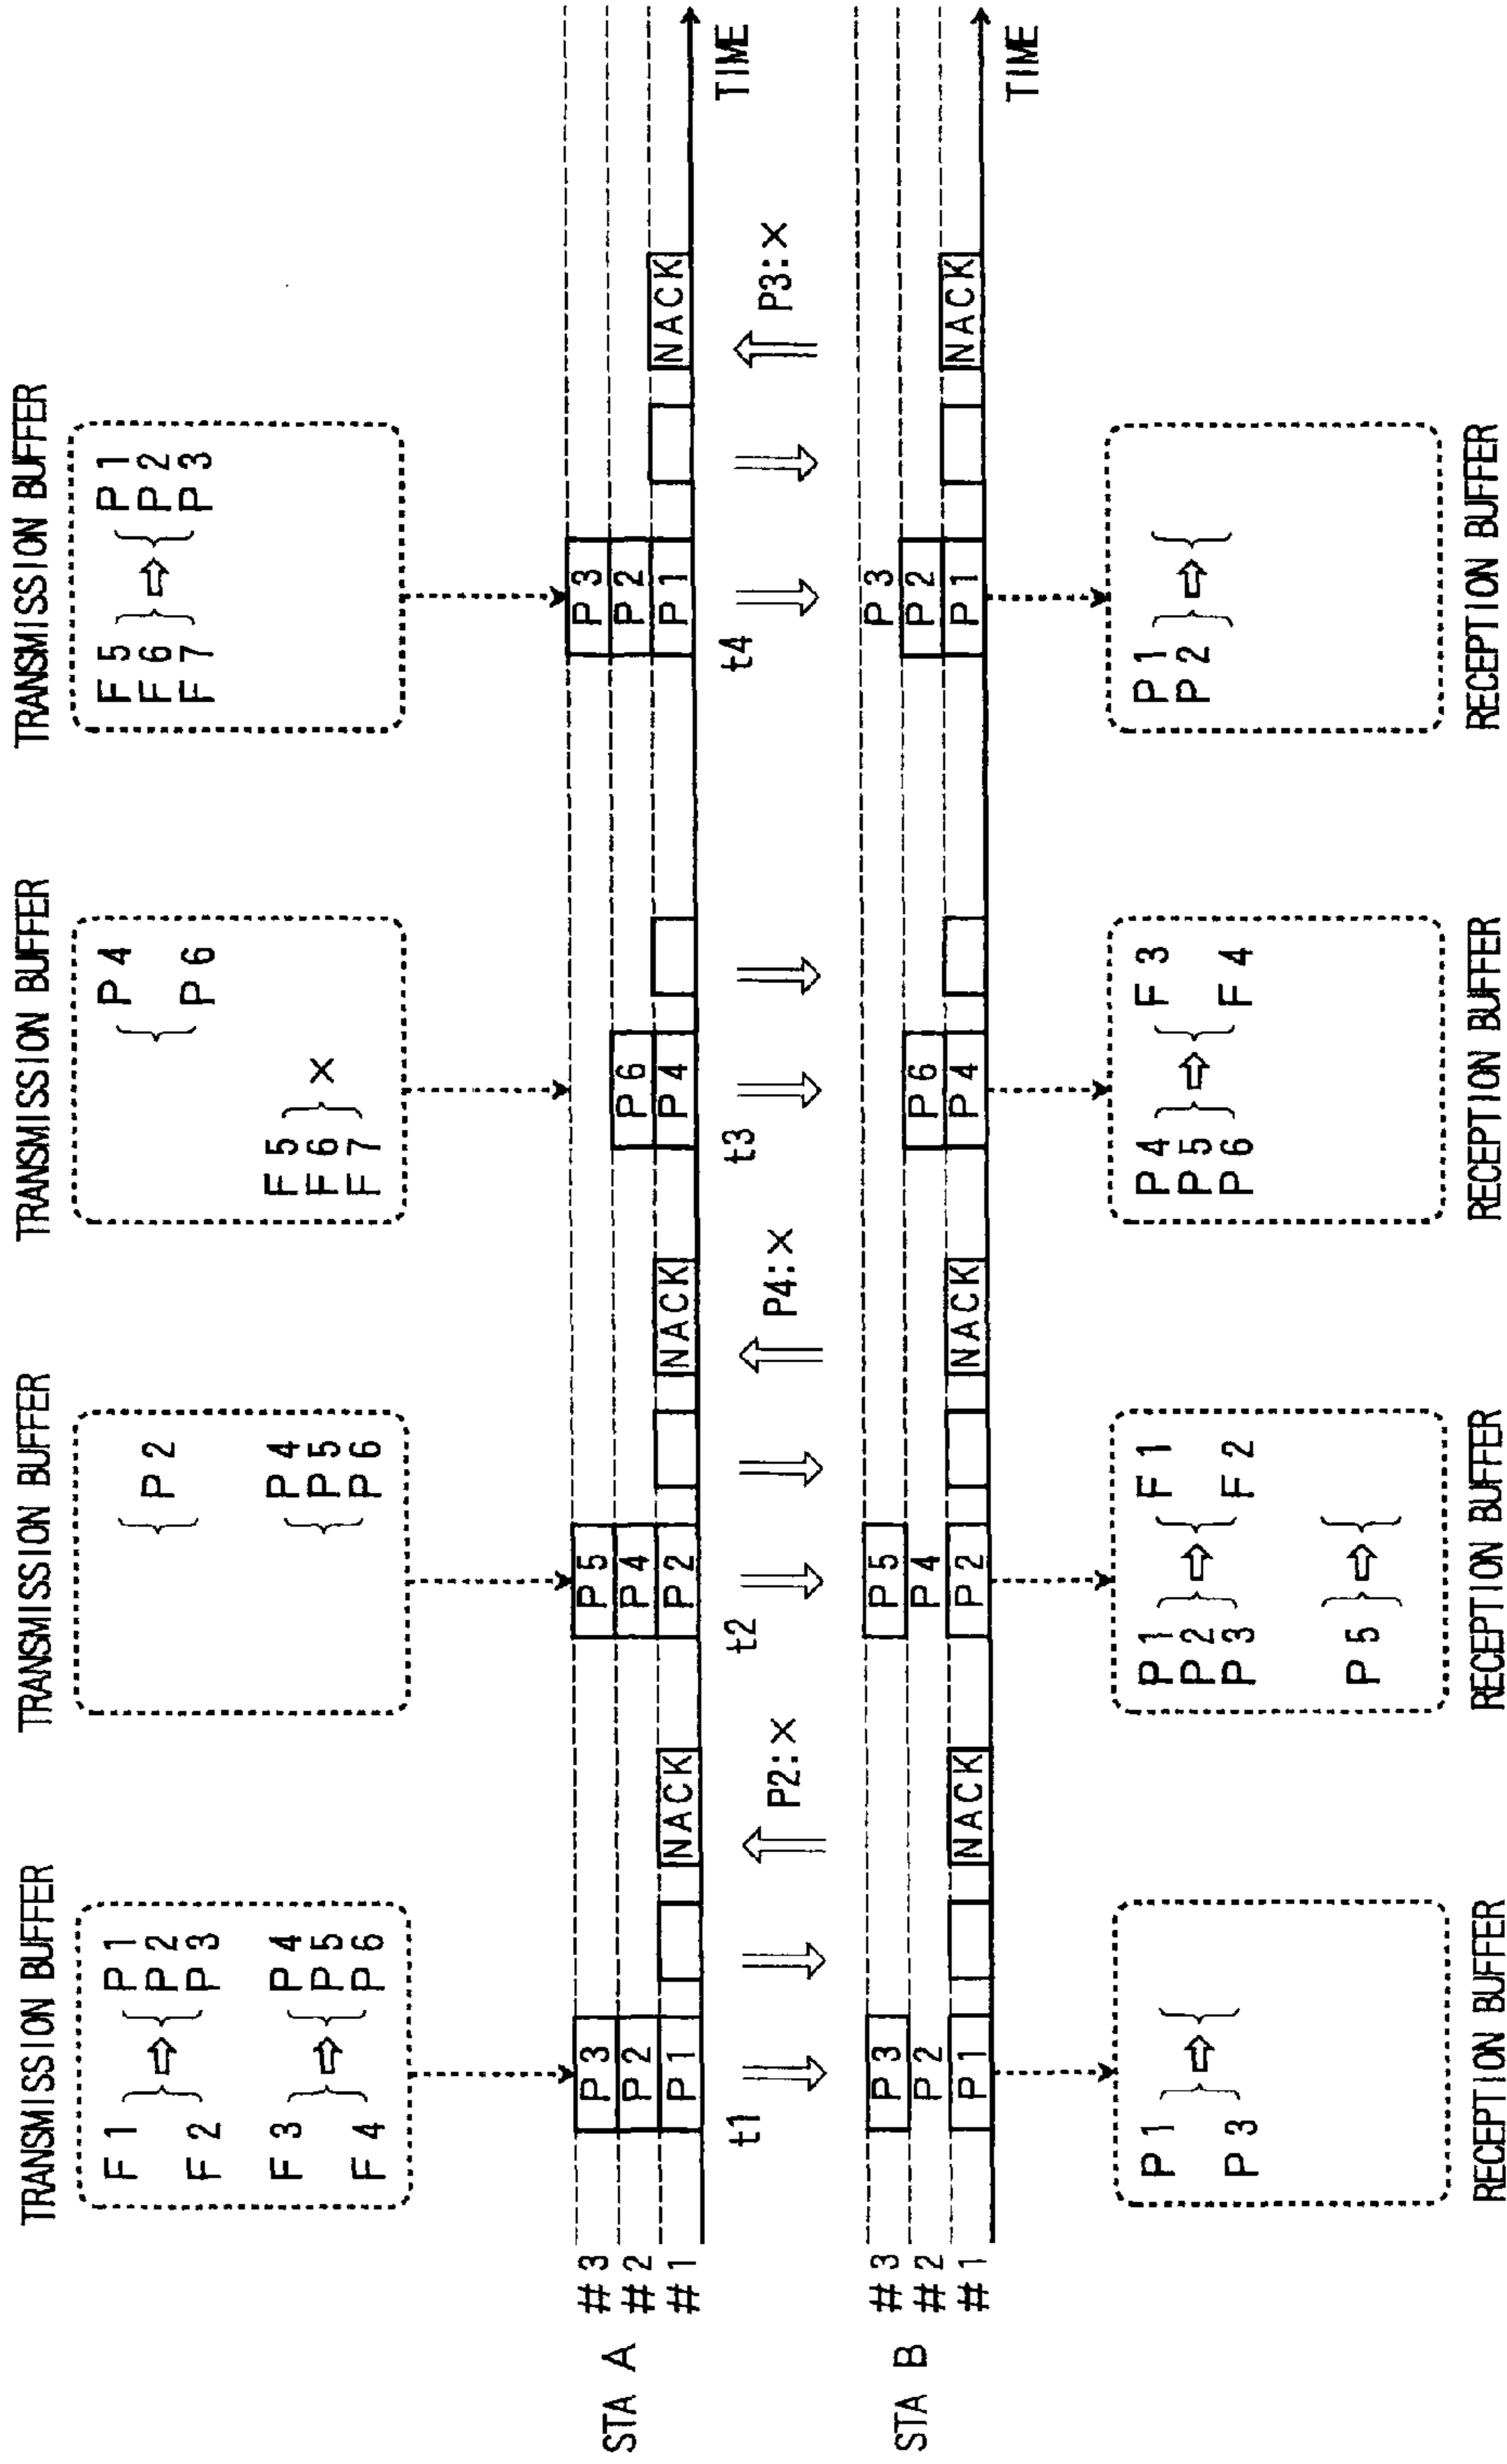 TRANSMISSION BUFFER TRANSMISSION BUFFER TRANSMISSION BUFFER TRANSMISSION BUFFER
F1 P1 P4 F5 P1
P2 P2 F6 P2
F2 P3 P6 F7 P3
F3 P4 P4 F5
P5 P5 F6 ×
F4 P6 P6 F7
STA A
#3 P3 P5 P3
#2 P2 P4 P6 P2
#1 P1 NACK P2 NACK P4 P1 NACK
TIME
t1 t2 t3 t4
P2:× P4:× P3:×
STA B
#3 P3 P5 P3
#2 P2 P4 P6 P2
#1 P1 NACK P2 NACK P4 P1 NACK
TIME
P1 P1 F1 P4 F3 P1
P2 P5 P2
P3 P3 F2 P6 F4
P5
RECEPTION BUFFER RECEPTION BUFFER RECEPTION BUFFER RECEPTION BUFFER